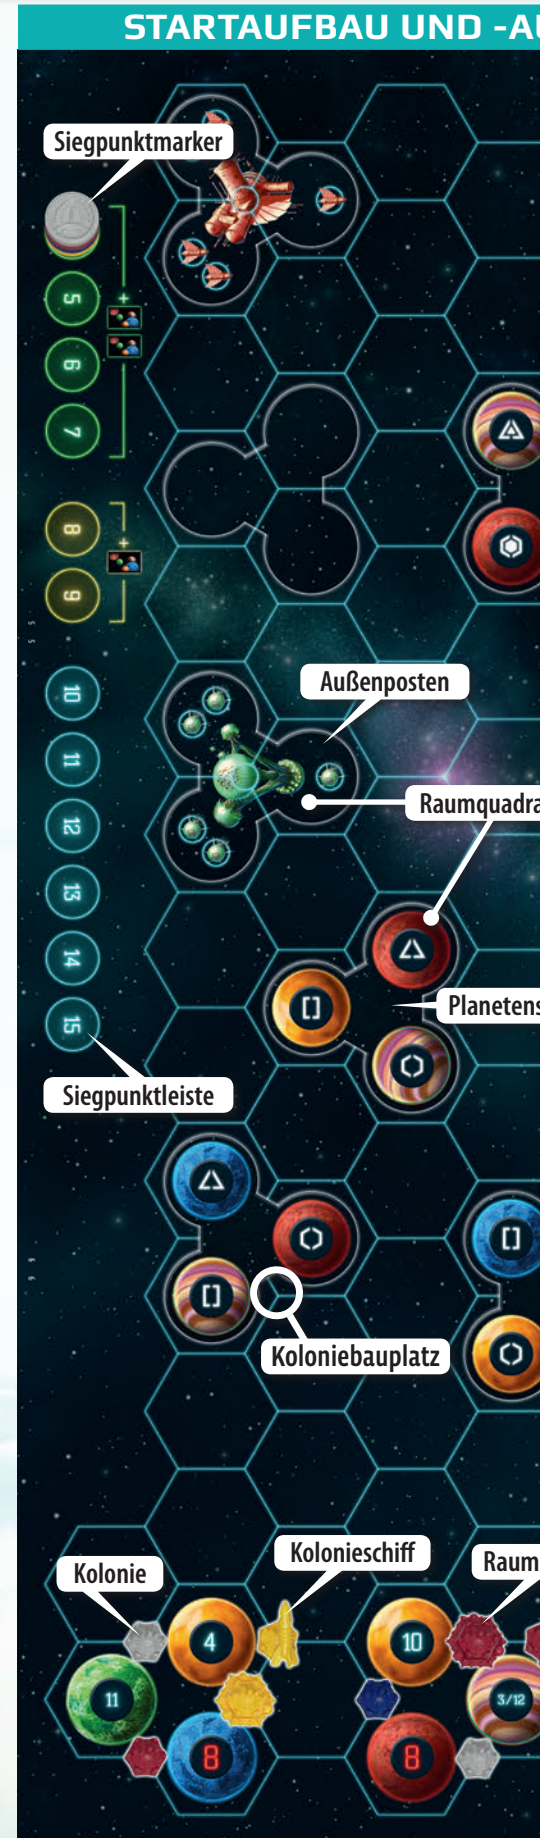 STARTAUFBAU UND -AU
Siegpunktmarker
5
6
7
8
9
10
11
12
13
14
15
Außenposten
Raumquadra
Planetens
Siegpunktleiste
Koloniebauplatz
Kolonie
Kolonieschiff
Raum
4
10
11
3/12
8
8